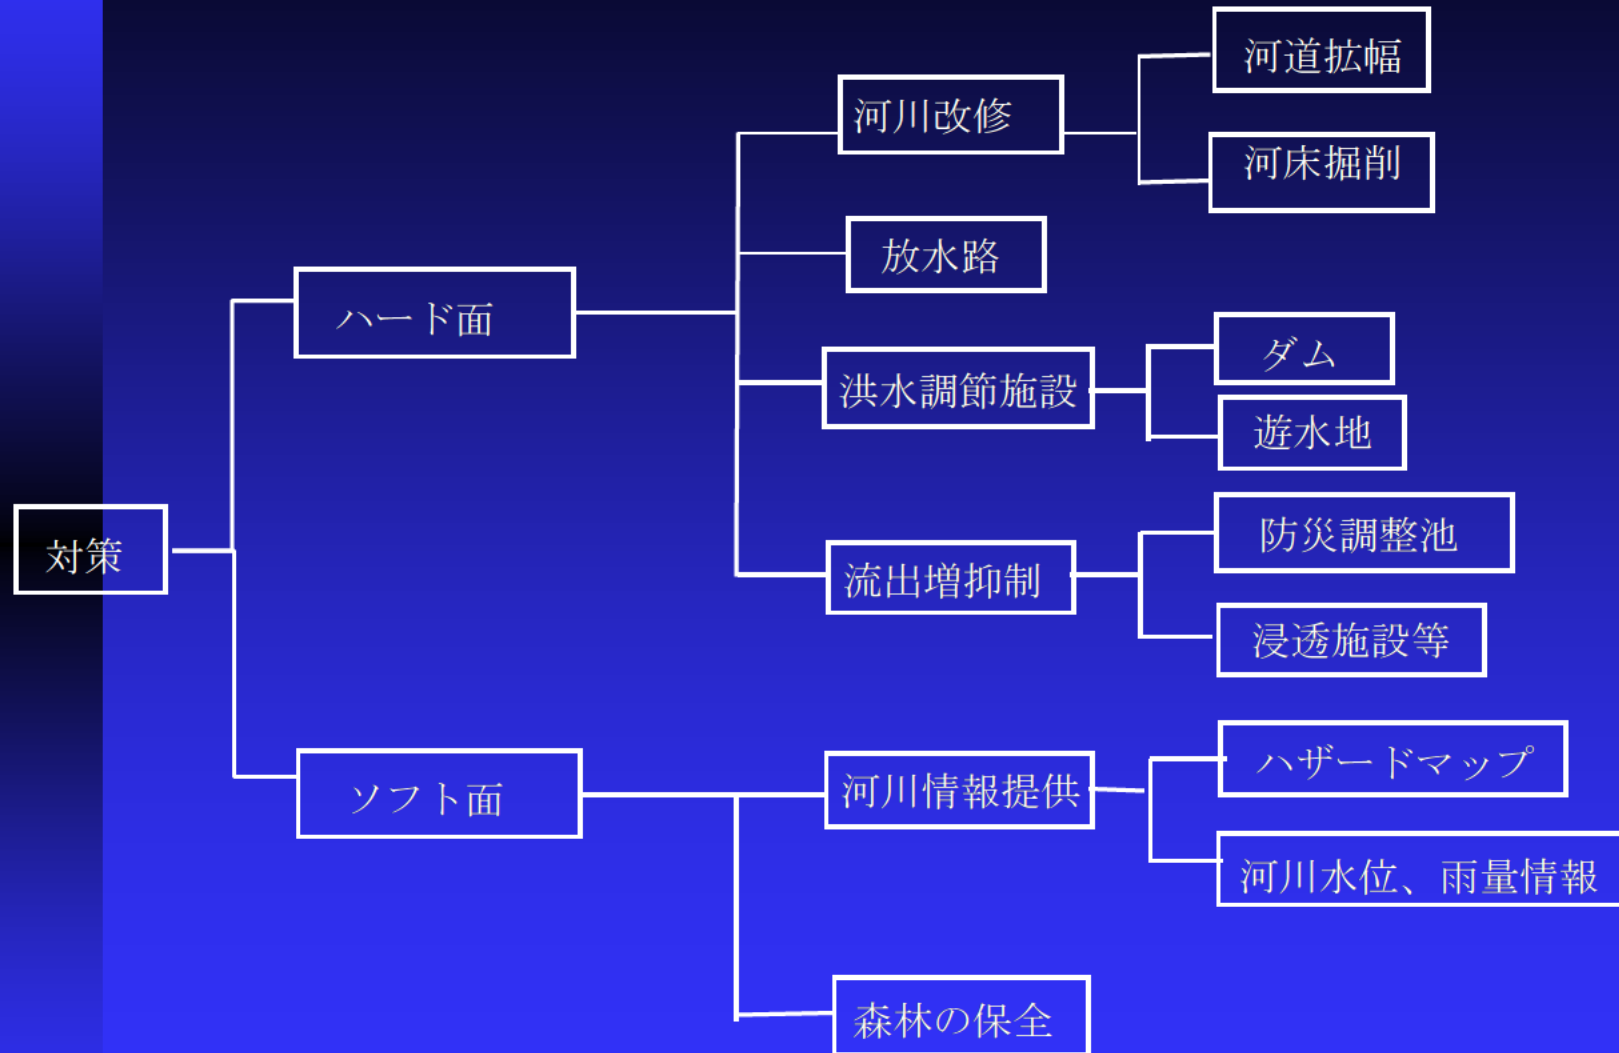 対策
ハード面
河川改修
河道拡幅
河床掘削
放水路
洪水調節施設
ダム
遊水地
流出増抑制
防災調整池
浸透施設等
ソフト面
河川情報提供
ハザードマップ
河川水位、雨量情報
森林の保全